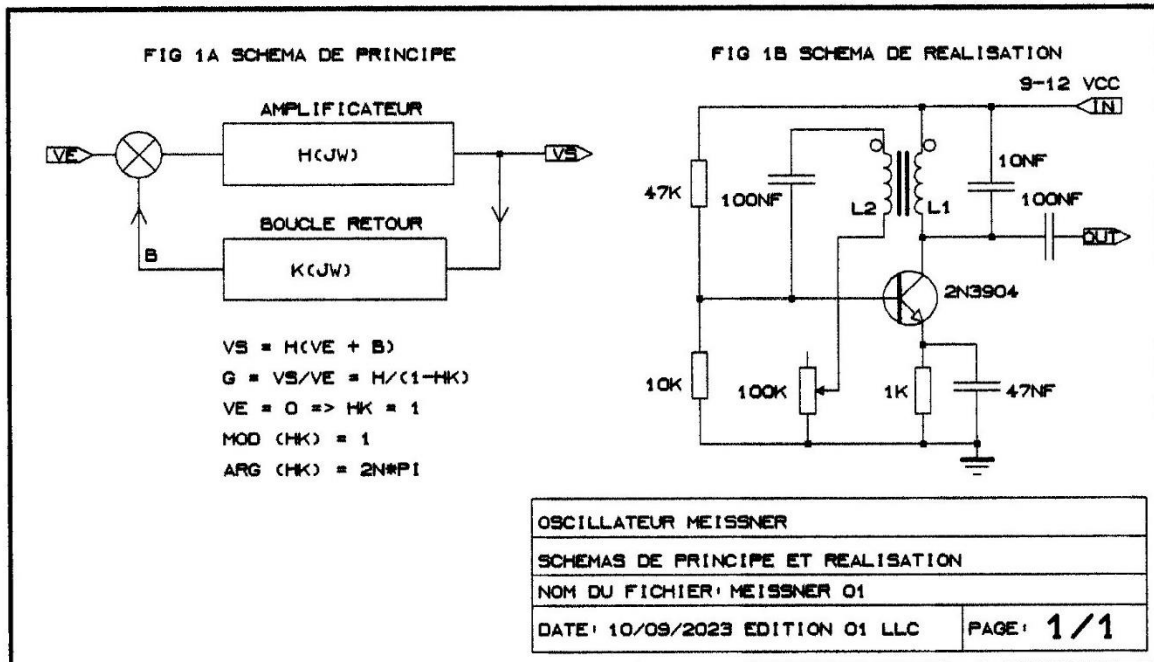 FIG 1A SCHEMA DE PRINCIPE
AMPLIFICATEUR
VE
H(JW)
VS
BOUCLE RETOUR
B
K(JW)
VS = H(VE + B)
G = VS/VE = H/(1-HK)
VE = 0 => HK = 1
MOD (HK) = 1
ARG (HK) = 2N*PI
FIG 1B SCHEMA DE REALISATION
9-12 VCC
IN
10NF
47K
100NF
L2
L1
100NF
OUT
2N3904
10K
100K
1K
47NF
OSCILLATEUR MEISSNER
SCHEMAS DE PRINCIPE ET REALISATION
NOM DU FICHIER: MEISSNER 01
DATE: 10/09/2023 EDITION 01 LLC
PAGE: 1/1